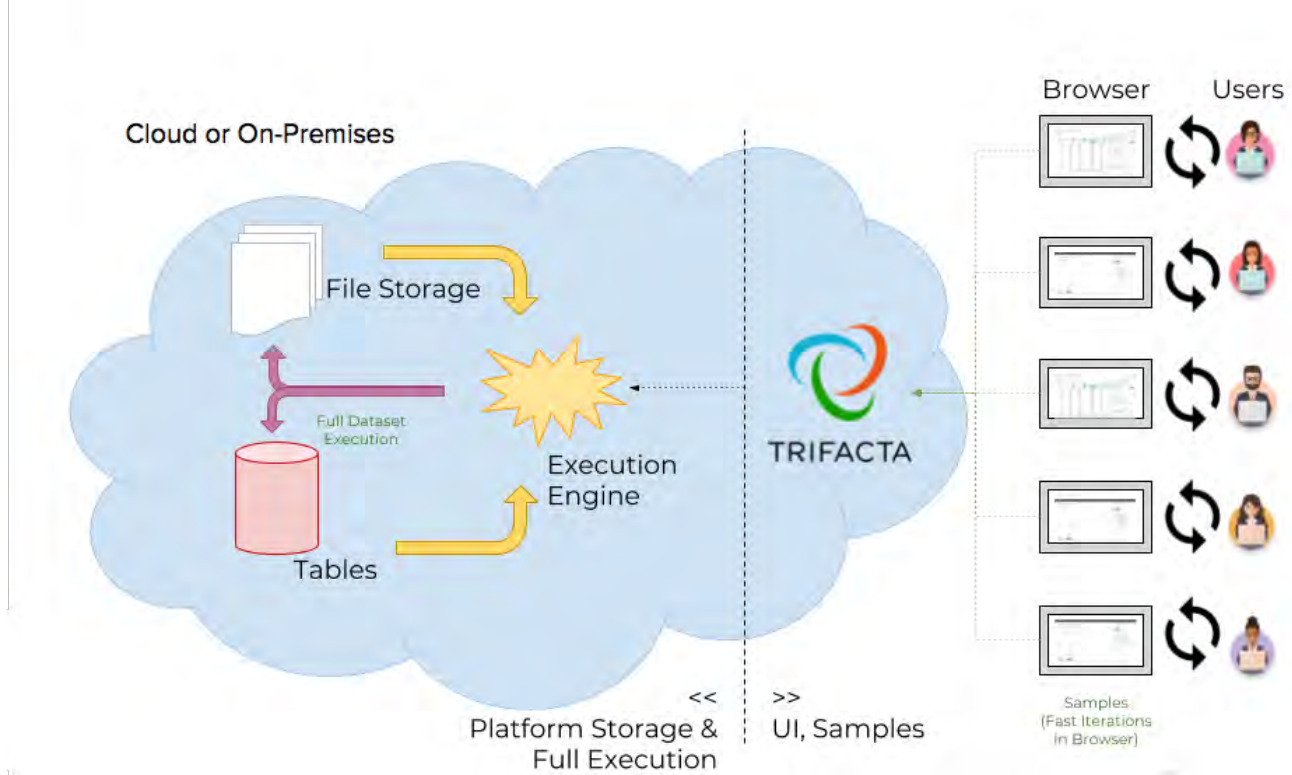 Browser
Users
Cloud or On-Premises
File Storage
Full Dataset
Execution
Execution
Engine
TRIFACTA
Tables
<<
>>
Platform Storage &
Full Execution
UI, Samples
Samples
(Fast Iterations
in Browser)